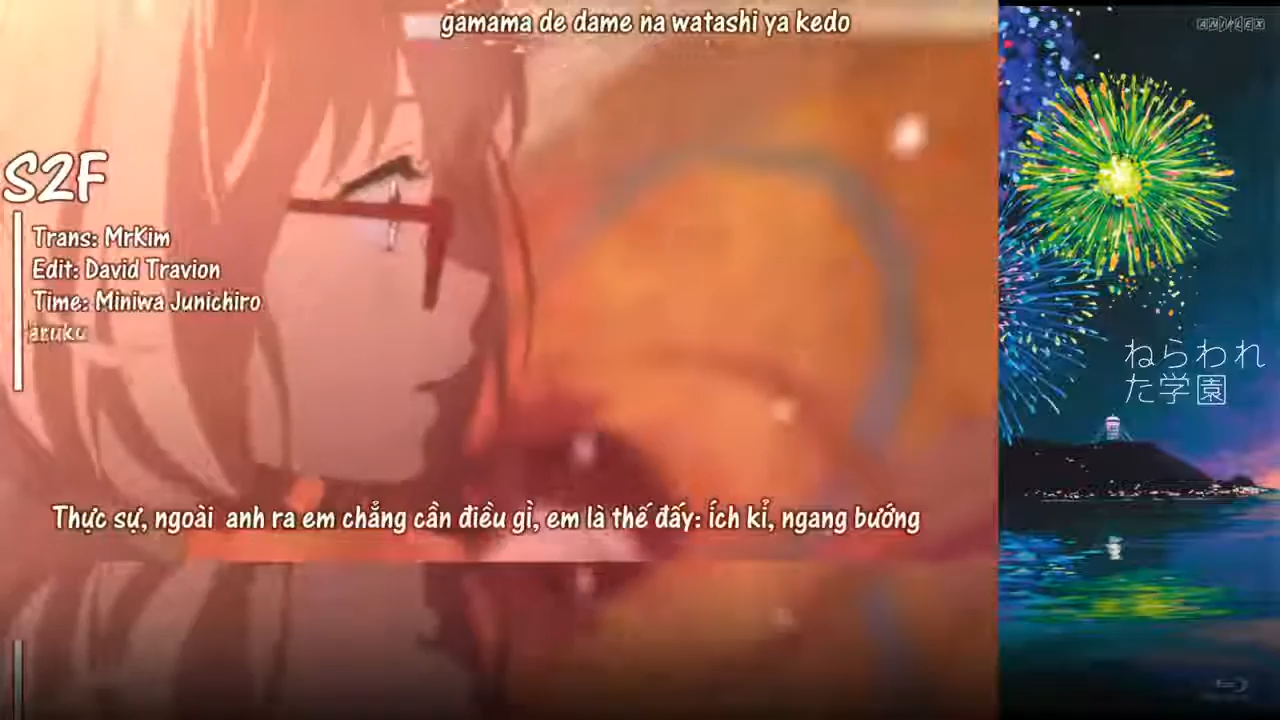 gamama de dame na watashi ya kedo
ANIPLEX
S2F
Trans: MrKim
Edit: David Travion
Time: Miniwa Junichiro
aruku
ねらわれ
た学園
Thực sự, ngoài anh ra em chẳng cần điều gì, em là thế đấy: ích kỉ, ngang bướng